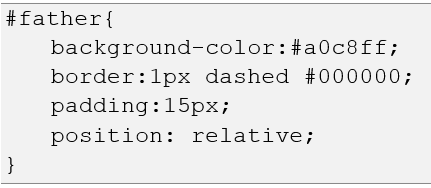 #father{
background-color:#a0c8ff;
border:1px dashed #000000;
padding:15px;
position: relative;
}